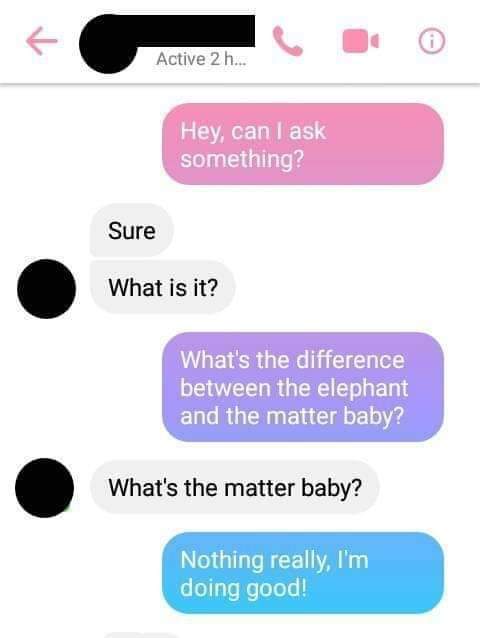 Active 2 h...
Hey, can I ask
something?
Sure
What is it?
What's the difference
between the elephant
and the matter baby?
What's the matter baby?
Nothing really, I'm
doing good!